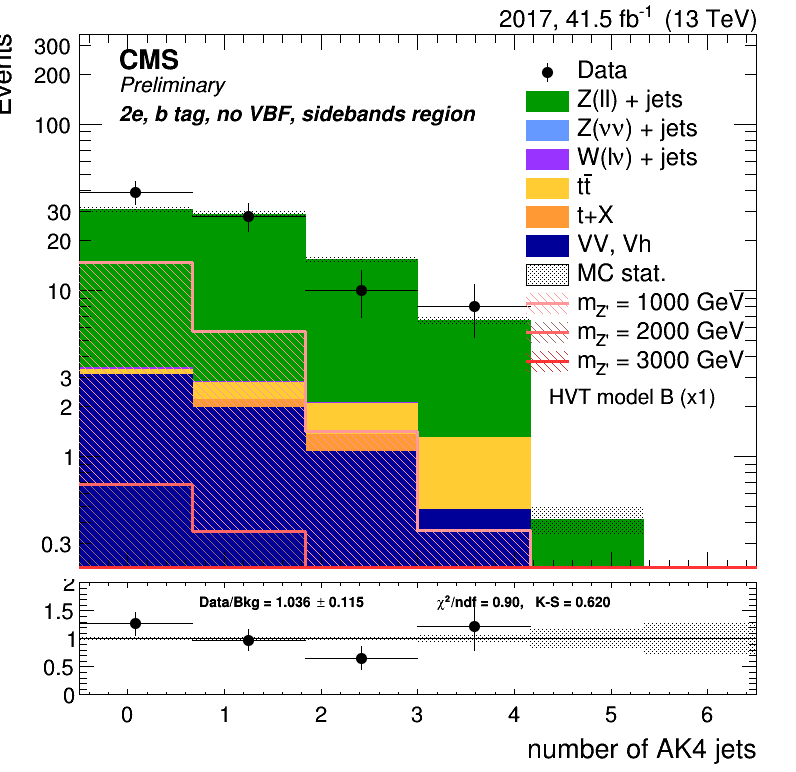 2017, 41.5 fb⁻¹ (13 TeV)
Events
CMS
Preliminary
2e, b tag, no VBF, sidebands region
Data
Z(ll) + jets
Z(νν) + jets
W(lν) + jets
tt̄
t+X
VV, Vh
MC stat.
m_Z' = 1000 GeV
m_Z' = 2000 GeV
m_Z' = 3000 GeV
HVT model B (x1)
300
200
100
30
20
10
3
2
1
0.3
Data/Bkg = 1.036 ± 0.115
χ²/ndf = 0.90, K-S = 0.620
2
1.5
1
0.5
0
0 1 2 3 4 5 6
number of AK4 jets